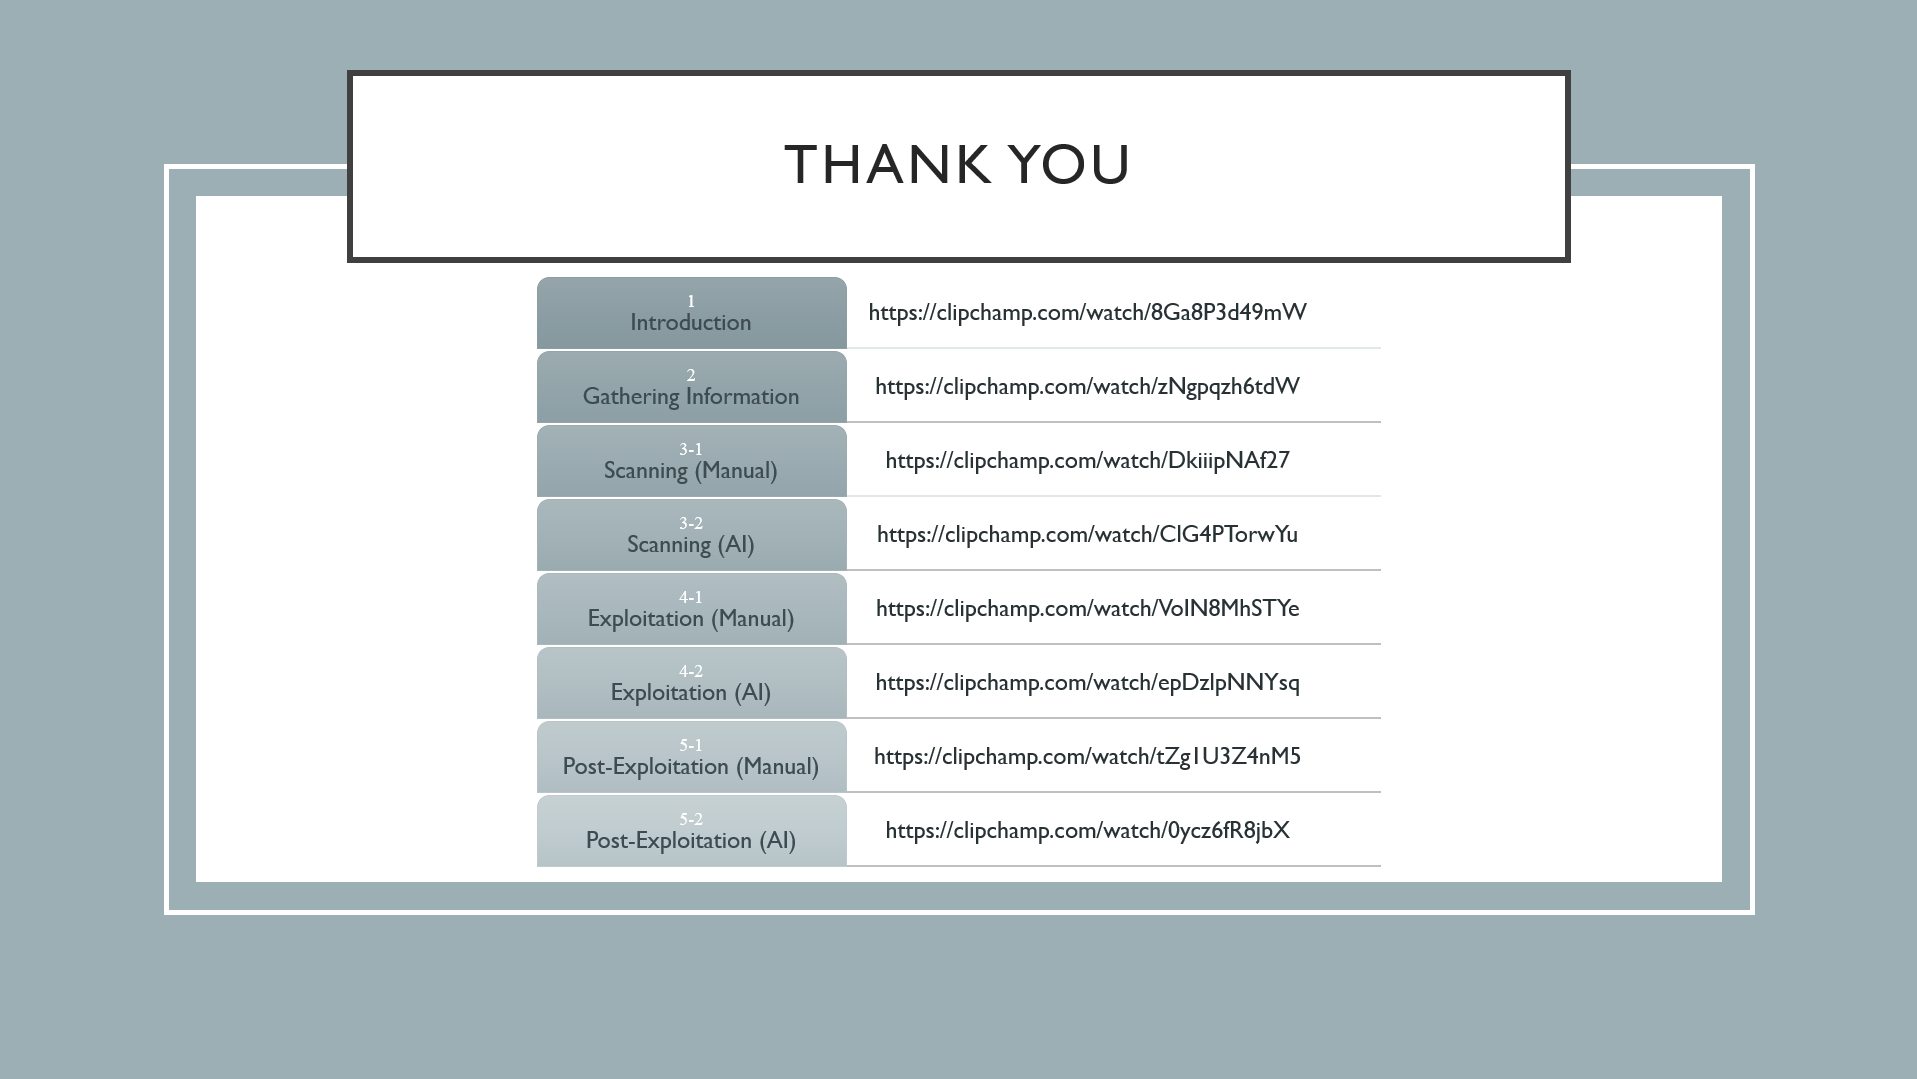 THANK YOU
1
Introduction
https://clipchamp.com/watch/8Ga8P3d49mW
2
Gathering Information
https://clipchamp.com/watch/zNgpqzh6tdW
3-1
Scanning (Manual)
https://clipchamp.com/watch/DkiiipNAf27
3-2
Scanning (AI)
https://clipchamp.com/watch/ClG4PTorwYu
4-1
Exploitation (Manual)
https://clipchamp.com/watch/VolN8MhSTYe
4-2
Exploitation (AI)
https://clipchamp.com/watch/epDzlpNNYsq
5-1
Post-Exploitation (Manual)
https://clipchamp.com/watch/tZg1U3Z4nM5
5-2
Post-Exploitation (AI)
https://clipchamp.com/watch/0ycz6fR8jbX